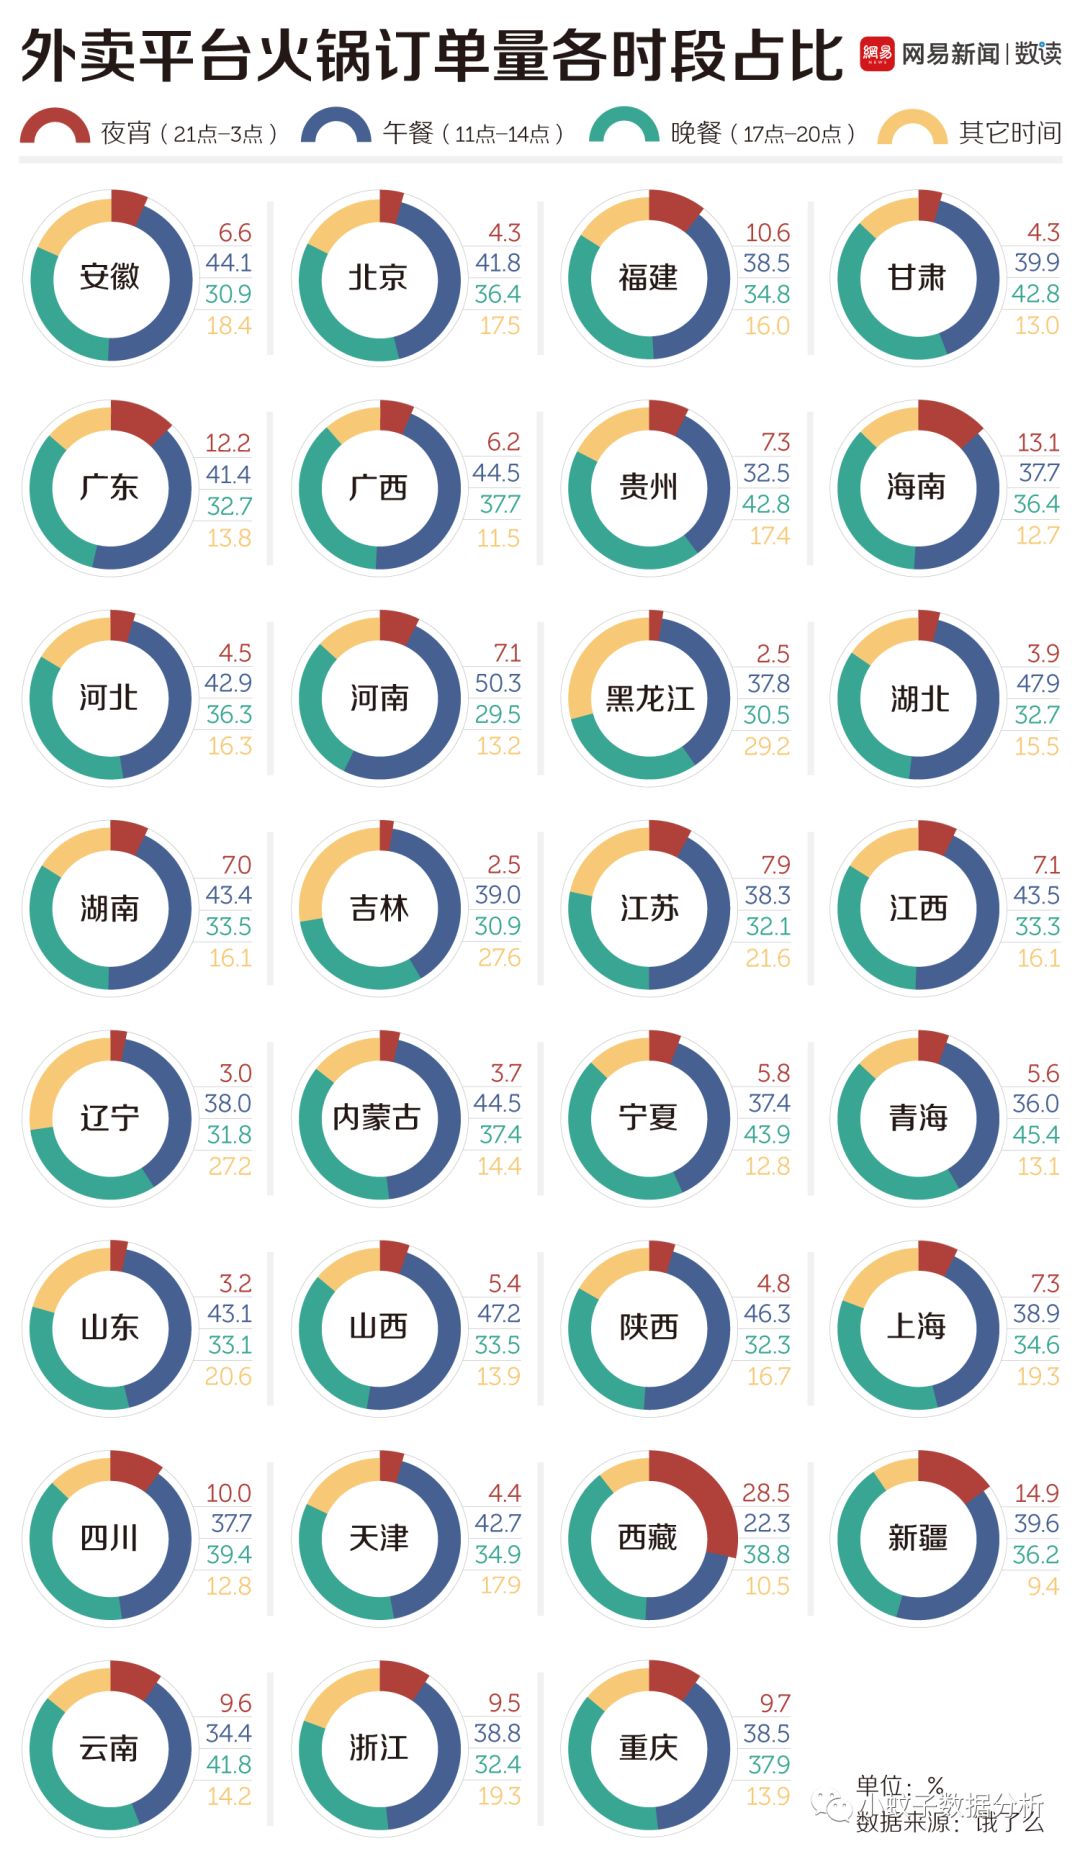 外卖平台火锅订单量各时段占比
網易
NEWS
网易新闻 | 数读
夜宵（21点–3点）
午餐（11点–14点）
晚餐（17点–20点）
其它时间
安徽
6.6
44.1
30.9
18.4
北京
4.3
41.8
36.4
17.5
福建
10.6
38.5
34.8
16.0
甘肃
4.3
39.9
42.8
13.0
广东
12.2
41.4
32.7
13.8
广西
6.2
44.5
37.7
11.5
贵州
7.3
32.5
42.8
17.4
海南
13.1
37.7
36.4
12.7
河北
4.5
42.9
36.3
16.3
河南
7.1
50.3
29.5
13.2
黑龙江
2.5
37.8
30.5
29.2
湖北
3.9
47.9
32.7
15.5
湖南
7.0
43.4
33.5
16.1
吉林
2.5
39.0
30.9
27.6
江苏
7.9
38.3
32.1
21.6
江西
7.1
43.5
33.3
16.1
辽宁
3.0
38.0
31.8
27.2
内蒙古
3.7
44.5
37.4
14.4
宁夏
5.8
37.4
43.9
12.8
青海
5.6
36.0
45.4
13.1
山东
3.2
43.1
33.1
20.6
山西
5.4
47.2
33.5
13.9
陕西
4.8
46.3
32.3
16.7
上海
7.3
38.9
34.6
19.3
四川
10.0
37.7
39.4
12.8
天津
4.4
42.7
34.9
17.9
西藏
28.5
22.3
38.8
10.5
新疆
14.9
39.6
36.2
9.4
云南
9.6
34.4
41.8
14.2
浙江
9.5
38.8
32.4
19.3
重庆
9.7
38.5
37.9
13.9
单位：%
小蚊子数据分析
数据来源：饿了么